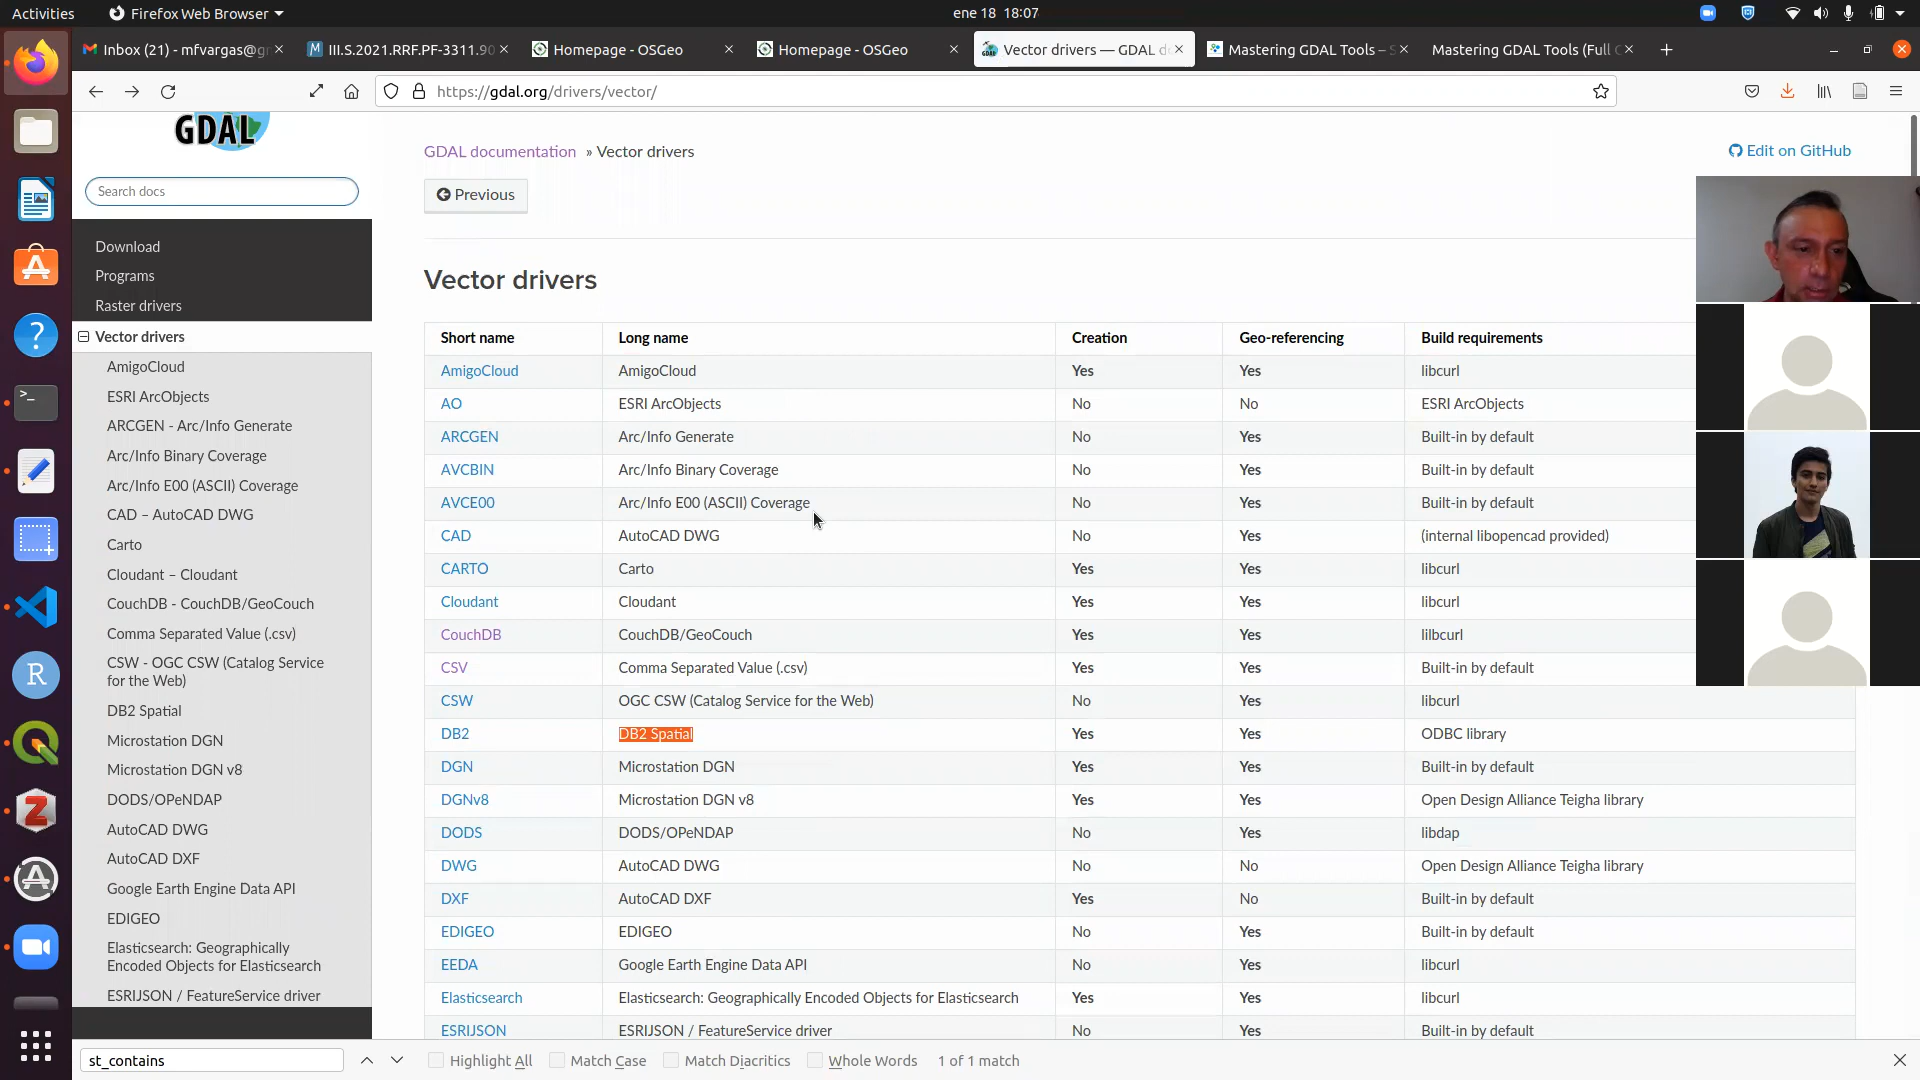 Activities
Firefox Web Browser
ene 18 18:07
Inbox (21) - mfvargas@gr
III.S.2021.RRF.PF-3311.90
Homepage - OSGeo
Homepage - OSGeo
Vector drivers — GDAL d
Mastering GDAL Tools – S
Mastering GDAL Tools (Full C
https://gdal.org/drivers/vector/
GDAL
Search docs
Download
Programs
Raster drivers
Vector drivers
AmigoCloud
ESRI ArcObjects
ARCGEN - Arc/Info Generate
Arc/Info Binary Coverage
Arc/Info E00 (ASCII) Coverage
CAD – AutoCAD DWG
Carto
Cloudant – Cloudant
CouchDB - CouchDB/GeoCouch
Comma Separated Value (.csv)
CSW - OGC CSW (Catalog Service
for the Web)
DB2 Spatial
Microstation DGN
Microstation DGN v8
DODS/OPeNDAP
AutoCAD DWG
AutoCAD DXF
Google Earth Engine Data API
EDIGEO
Elasticsearch: Geographically
Encoded Objects for Elasticsearch
ESRIJSON / FeatureService driver
GDAL documentation » Vector drivers
Edit on GitHub
Previous
Vector drivers
Short name Long name Creation Geo-referencing Build requirements
AmigoCloud AmigoCloud Yes Yes libcurl
AO ESRI ArcObjects No No ESRI ArcObjects
ARCGEN Arc/Info Generate No Yes Built-in by default
AVCBIN Arc/Info Binary Coverage No Yes Built-in by default
AVCE00 Arc/Info E00 (ASCII) Coverage No Yes Built-in by default
CAD AutoCAD DWG No Yes (internal libopencad provided)
CARTO Carto Yes Yes libcurl
Cloudant Cloudant Yes Yes libcurl
CouchDB CouchDB/GeoCouch Yes Yes lilbcurl
CSV Comma Separated Value (.csv) Yes Yes Built-in by default
CSW OGC CSW (Catalog Service for the Web) No Yes libcurl
DB2 DB2 Spatial Yes Yes ODBC library
DGN Microstation DGN Yes Yes Built-in by default
DGNv8 Microstation DGN v8 Yes Yes Open Design Alliance Teigha library
DODS DODS/OPeNDAP No Yes libdap
DWG AutoCAD DWG No No Open Design Alliance Teigha library
DXF AutoCAD DXF Yes No Built-in by default
EDIGEO EDIGEO No Yes Built-in by default
EEDA Google Earth Engine Data API No Yes libcurl
Elasticsearch Elasticsearch: Geographically Encoded Objects for Elasticsearch Yes Yes libcurl
ESRIJSON ESRIJSON / FeatureService driver No Yes Built-in by default
st_contains
Highlight All
Match Case
Match Diacritics
Whole Words
1 of 1 match